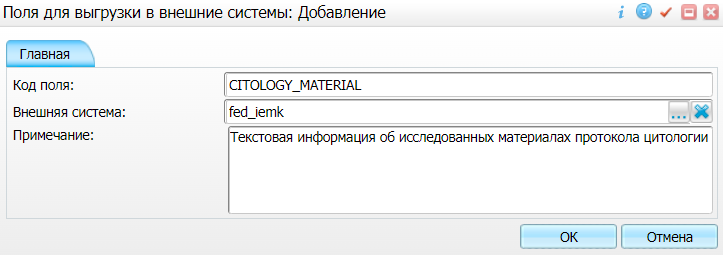 Поля для выгрузки в внешние системы: Добавление
Главная
Код поля: CITOLOGY_MATERIAL
Внешняя система: fed_iemk ...
Примечание: Текстовая информация об исследованных материалах протокола цитологии
ОК Отмена